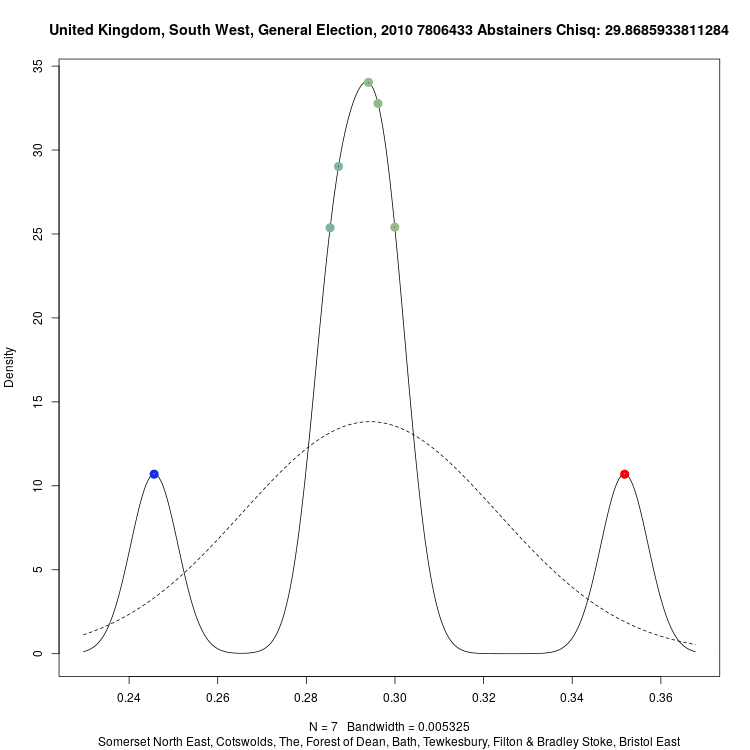 United Kingdom, South West, General Election, 2010 7806433 Abstainers Chisq: 29.8685933811284
35
30
25
20
15
10
5
0
Density
0.24 0.26 0.28 0.30 0.32 0.34 0.36
N = 7 Bandwidth = 0.005325
Somerset North East, Cotswolds, The, Forest of Dean, Bath, Tewkesbury, Filton & Bradley Stoke, Bristol East